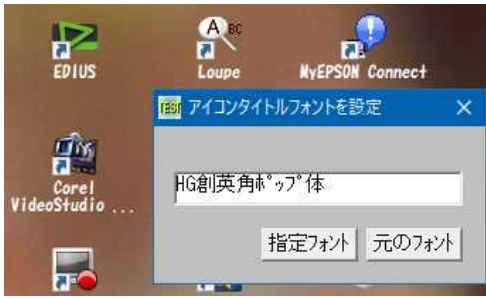 A BC
EDIUS
Loupe
MyEPSON Connect
TEST アイコンタイトルフォントを設定
Corel
VideoStudio ...
HG創英角ﾎﾟｯﾌﾟ体
指定フォント
元のフォント